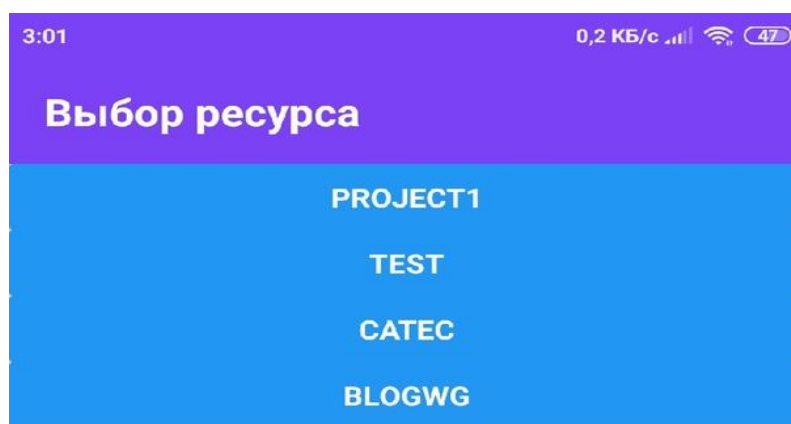 3:01 0,2 КБ/с 47
Выбор ресурса
PROJECT1
TEST
CATEC
BLOGWG